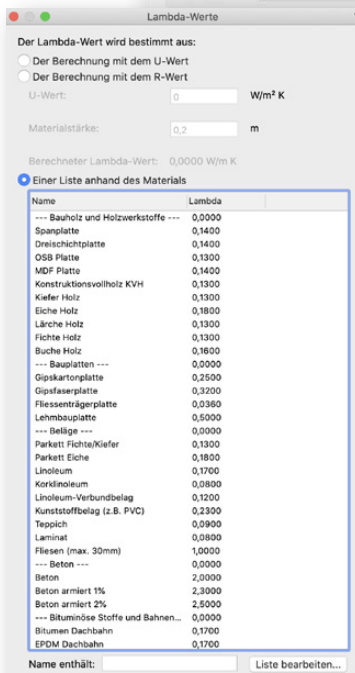 Lambda-Werte
Der Lambda-Wert wird bestimmt aus:
Der Berechnung mit dem U-Wert
Der Berechnung mit dem R-Wert
U-Wert: 0 W/m² K
Materialstärke: 0,2 m
Berechneter Lambda-Wert: 0,0000 W/m K
Einer Liste anhand des Materials
Name Lambda
--- Bauholz und Holzwerkstoffe --- 0,0000
Spanplatte 0,1400
Dreischichtplatte 0,1400
OSB Platte 0,1300
MDF Platte 0,1400
Konstruktionsvollholz KVH 0,1300
Kiefer Holz 0,1300
Eiche Holz 0,1800
Lärche Holz 0,1300
Fichte Holz 0,1300
Buche Holz 0,1600
--- Bauplatten --- 0,0000
Gipskartonplatte 0,2500
Gipsfaserplatte 0,3200
Fliessenträgerplatte 0,0360
Lehmbauplatte 0,5000
--- Beläge --- 0,0000
Parkett Fichte/Kiefer 0,1300
Parkett Eiche 0,1800
Linoleum 0,1700
Korklinoleum 0,0800
Linoleum-Verbundbelag 0,1200
Kunststoffbelag (z.B. PVC) 0,2300
Teppich 0,0900
Laminat 0,0800
Fliesen (max. 30mm) 1,0000
--- Beton --- 0,0000
Beton 2,0000
Beton armiert 1% 2,3000
Beton armiert 2% 2,5000
--- Bituminöse Stoffe und Bahnen... 0,0000
Bitumen Dachbahn 0,1700
EPDM Dachbahn 0,1700
Name enthält: Liste bearbeiten...